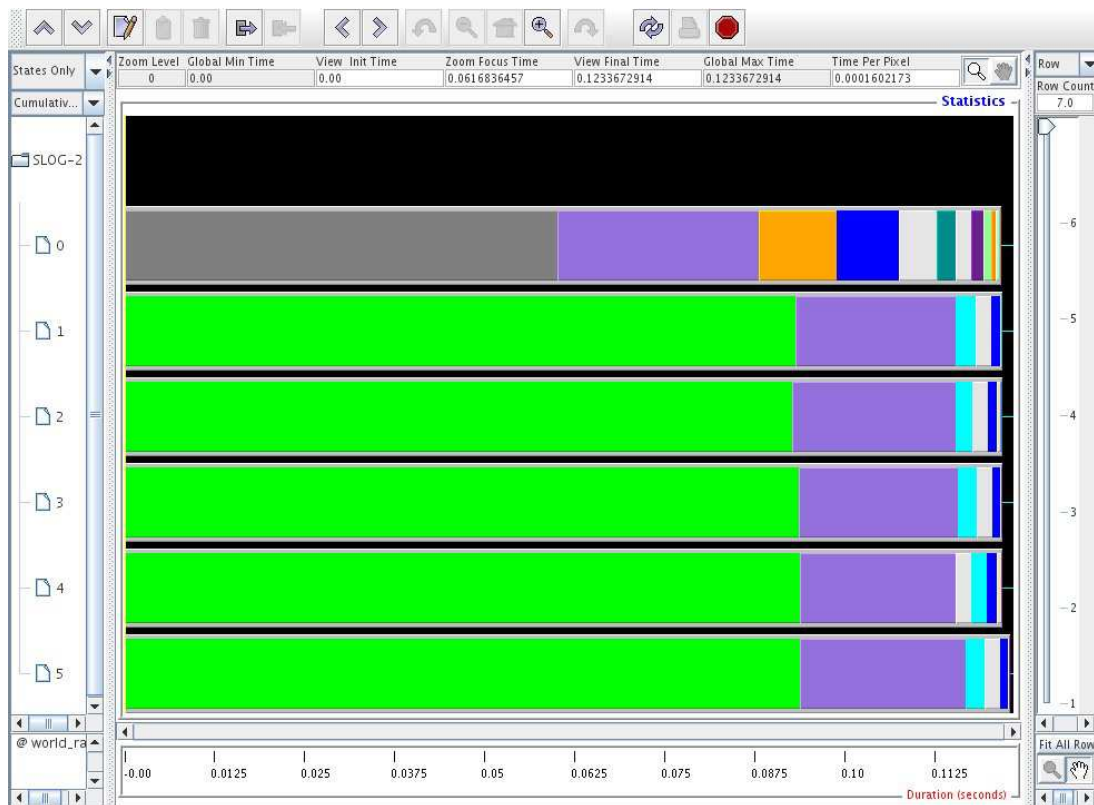 States Only
Cumulativ...
Zoom Level Global Min Time View Init Time Zoom Focus Time View Final Time Global Max Time Time Per Pixel
0 0.00 0.00 0.0616836457 0.1233672914 0.1233672914 0.0001602173
Row
Row Count
7.0
Statistics
SLOG-2
0
1
2
3
4
5
6
5
4
3
2
1
@ world_ra
Fit All Row
-0.00 0.0125 0.025 0.0375 0.05 0.0625 0.075 0.0875 0.10 0.1125
Duration (seconds)